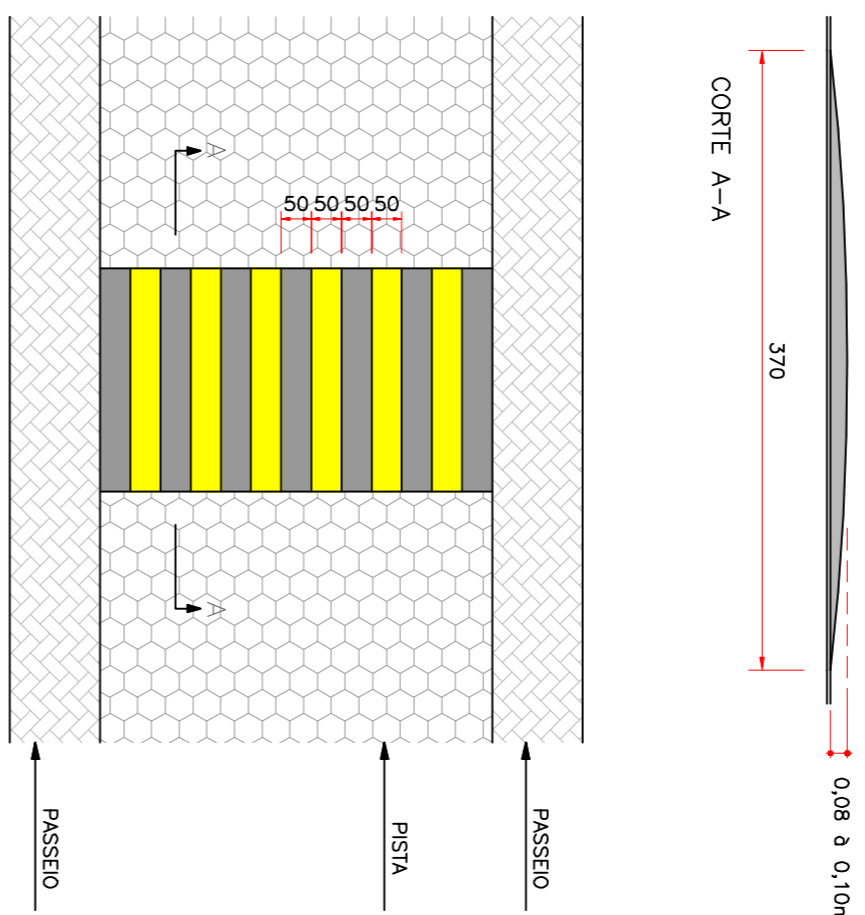 CORTE A–A
370
0,08 à 0,10m
A
50 50 50 50
A
PASSEIO
PISTA
PASSEIO